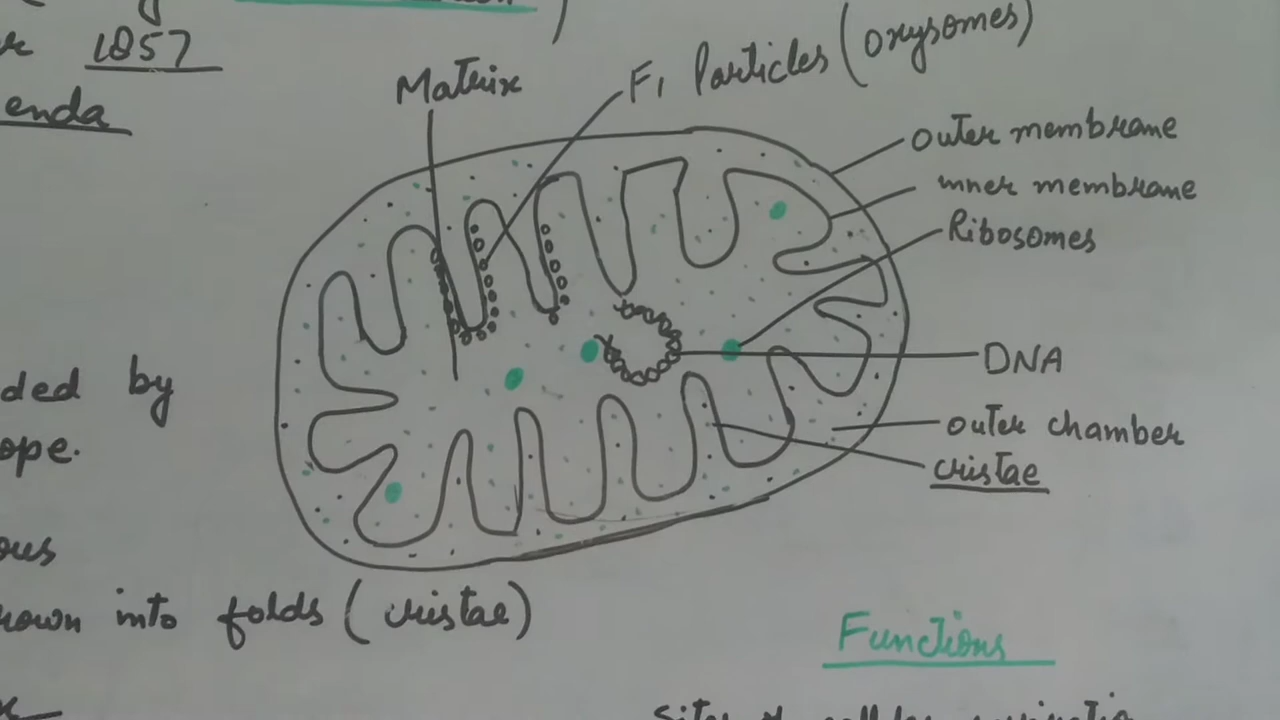 1857
enda
Matrix
F1 Particles (oxysomes)
outer membrane
inner membrane
Ribosomes
DNA
outer chamber
cristae
ded by
ope.
ous
rown into folds (cristae)
Functions